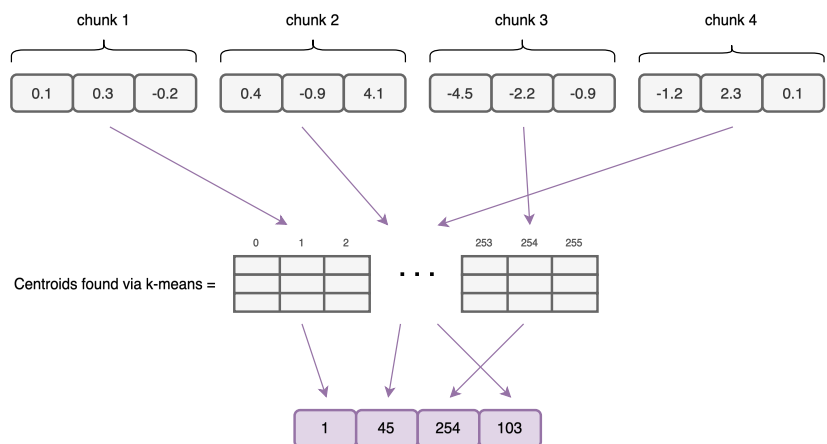 chunk 1 chunk 2 chunk 3 chunk 4
0.1 0.3 -0.2 0.4 -0.9 4.1 -4.5 -2.2 -0.9 -1.2 2.3 0.1
0 1 2 253 254 255
Centroids found via k-means = ...
1 45 254 103